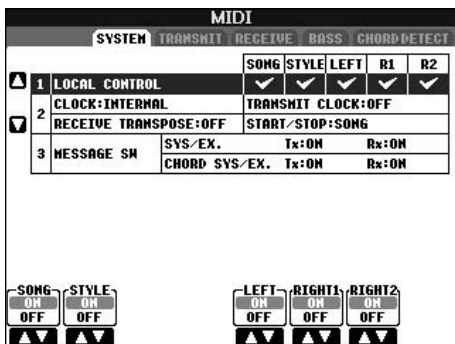 MIDI
SYSTEM TRANSMIT RECEIVE BASS CHORD DETECT
SONG STYLE LEFT R1 R2
1 LOCAL CONTROL
2 CLOCK:INTERNAL TRANSMIT CLOCK:OFF
RECEIVE TRANSPOSE:OFF START/STOP:SONG
3 MESSAGE SW SYS/EX. Tx:ON Rx:ON
CHORD SYS/EX. Tx:ON Rx:ON
SONG STYLE LEFT RIGHT1 RIGHT2
ON ON ON ON ON
OFF OFF OFF OFF OFF